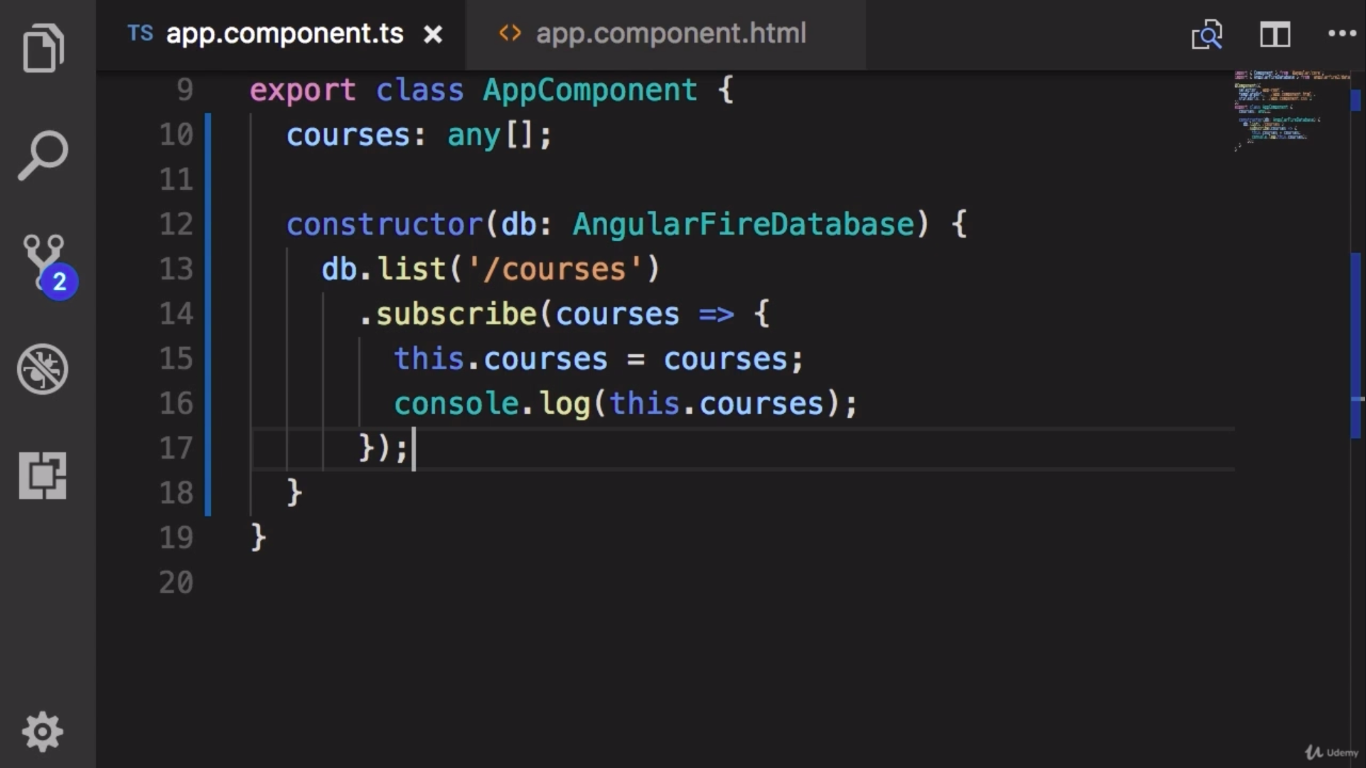 TS app.component.ts × <> app.component.html
9 export class AppComponent {
10 courses: any[];
11
12 constructor(db: AngularFireDatabase) {
13 db.list('/courses')
14 .subscribe(courses => {
15 this.courses = courses;
16 console.log(this.courses);
17 });
18 }
19 }
20
2
Udemy